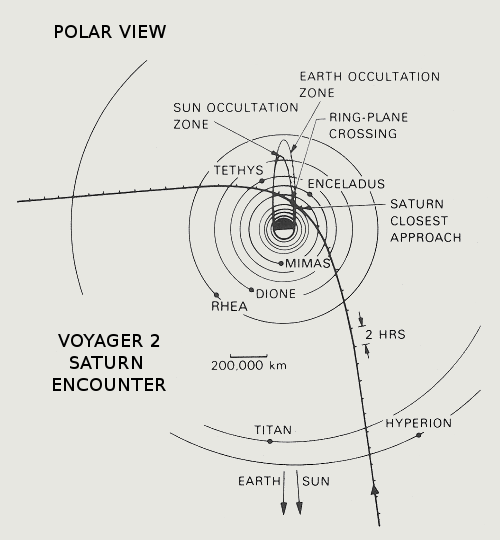 POLAR VIEW
EARTH OCCULTATION
ZONE
SUN OCCULTATION
ZONE
RING-PLANE
CROSSING
TETHYS
ENCELADUS
SATURN
CLOSEST
APPROACH
MIMAS
DIONE
RHEA
2 HRS
VOYAGER 2
SATURN
ENCOUNTER
200,000 km
TITAN
HYPERION
EARTH
SUN